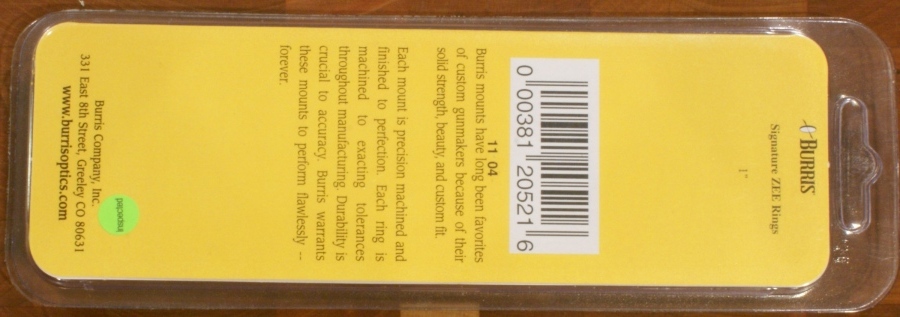 BURRIS
Signature ZEE Rings
1"
0 00381 20521 6
11 04
Burris mounts have long been favorites
of custom gunmakers because of their
solid strength, beauty, and custom fit.
Each mount is precision machined and
finished to perfection. Each ring is
machined to exacting tolerances
throughout manufacturing. Durability is
crucial to accuracy. Burris warrants
these mounts to perform flawlessly --
forever.
Inspected
Burris Company, Inc.
331 East 8th Street, Greeley CO 80631
www.burrisoptics.com